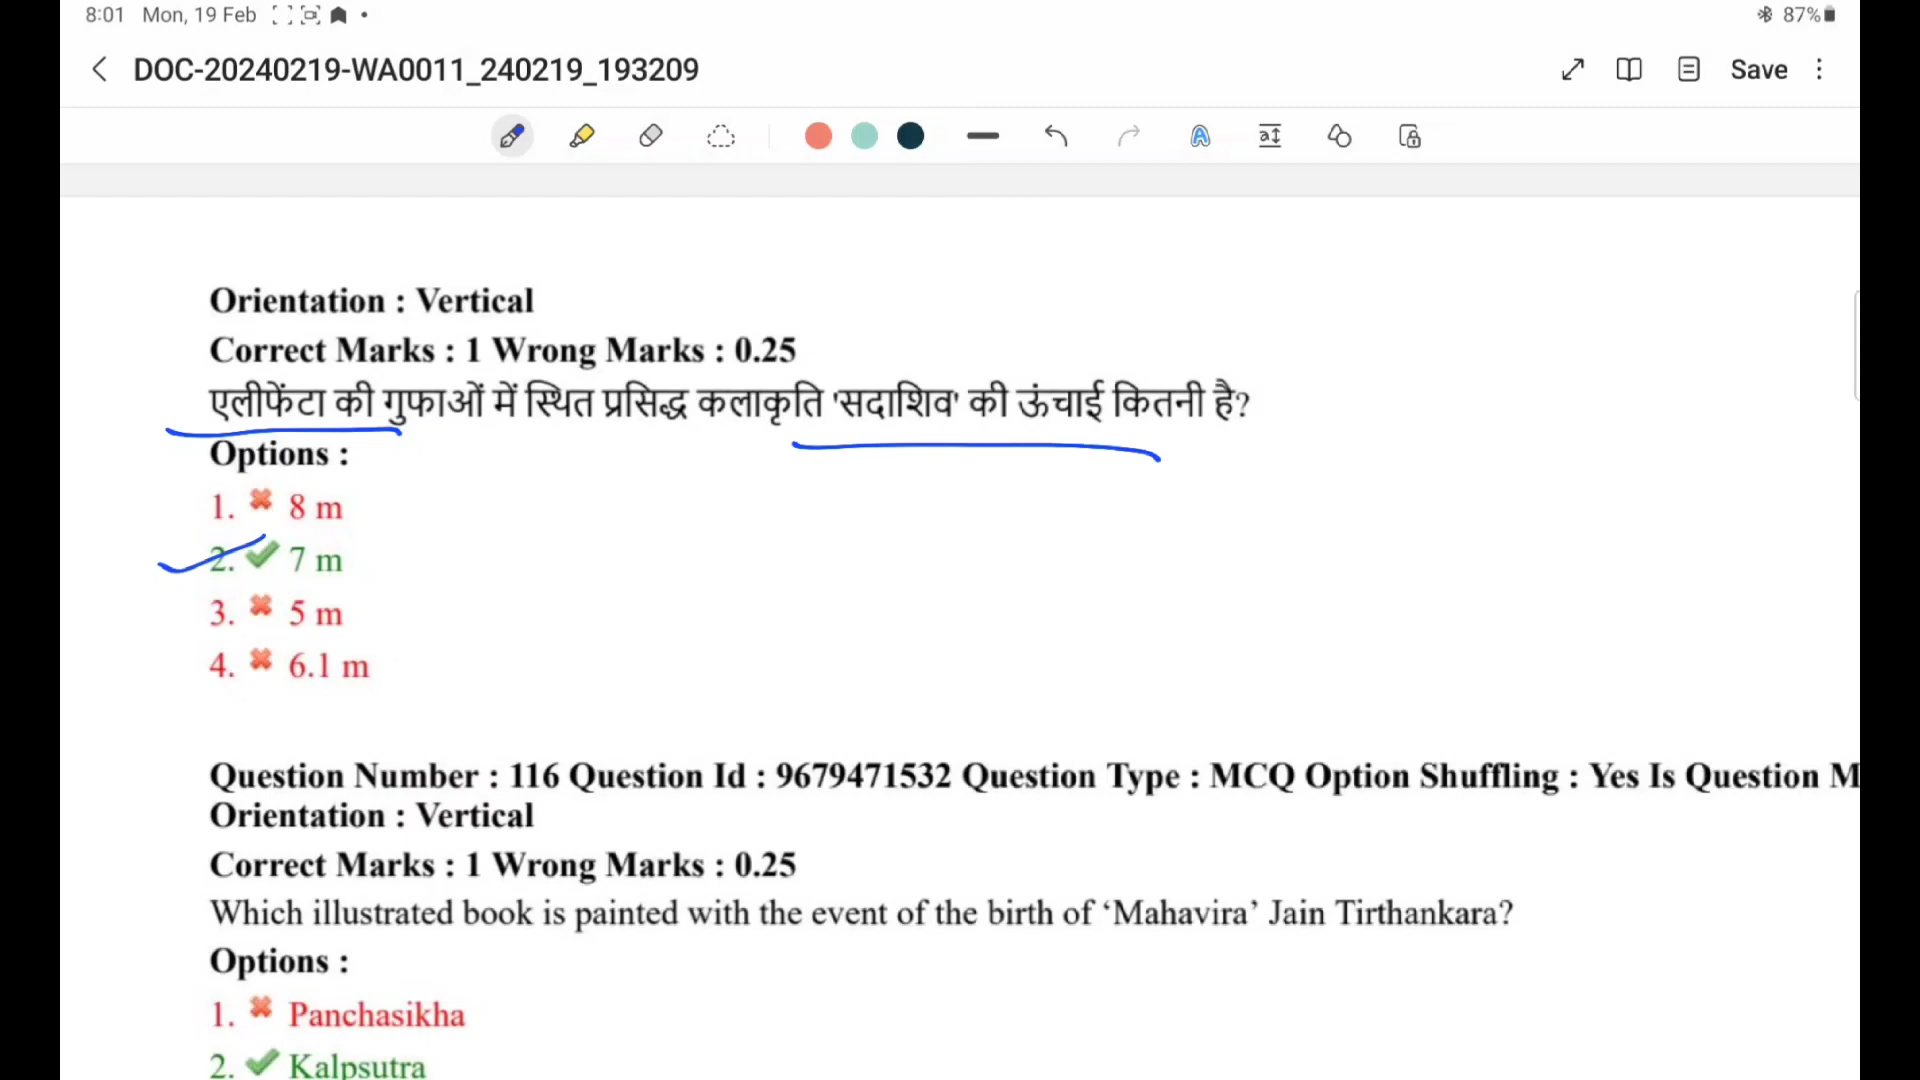 8:01 Mon, 19 Feb
87%
DOC-20240219-WA0011_240219_193209
Save
Orientation : Vertical
Correct Marks : 1 Wrong Marks : 0.25
एलीफेंटा की गुफाओं में स्थित प्रसिद्ध कलाकृति 'सदाशिव' की ऊंचाई कितनी है?
Options :
1. 8 m
2. 7 m
3. 5 m
4. 6.1 m
Question Number : 116 Question Id : 9679471532 Question Type : MCQ Option Shuffling : Yes Is Question M
Orientation : Vertical
Correct Marks : 1 Wrong Marks : 0.25
Which illustrated book is painted with the event of the birth of ‘Mahavira’ Jain Tirthankara?
Options :
1. Panchasikha
2. Kalpsutra